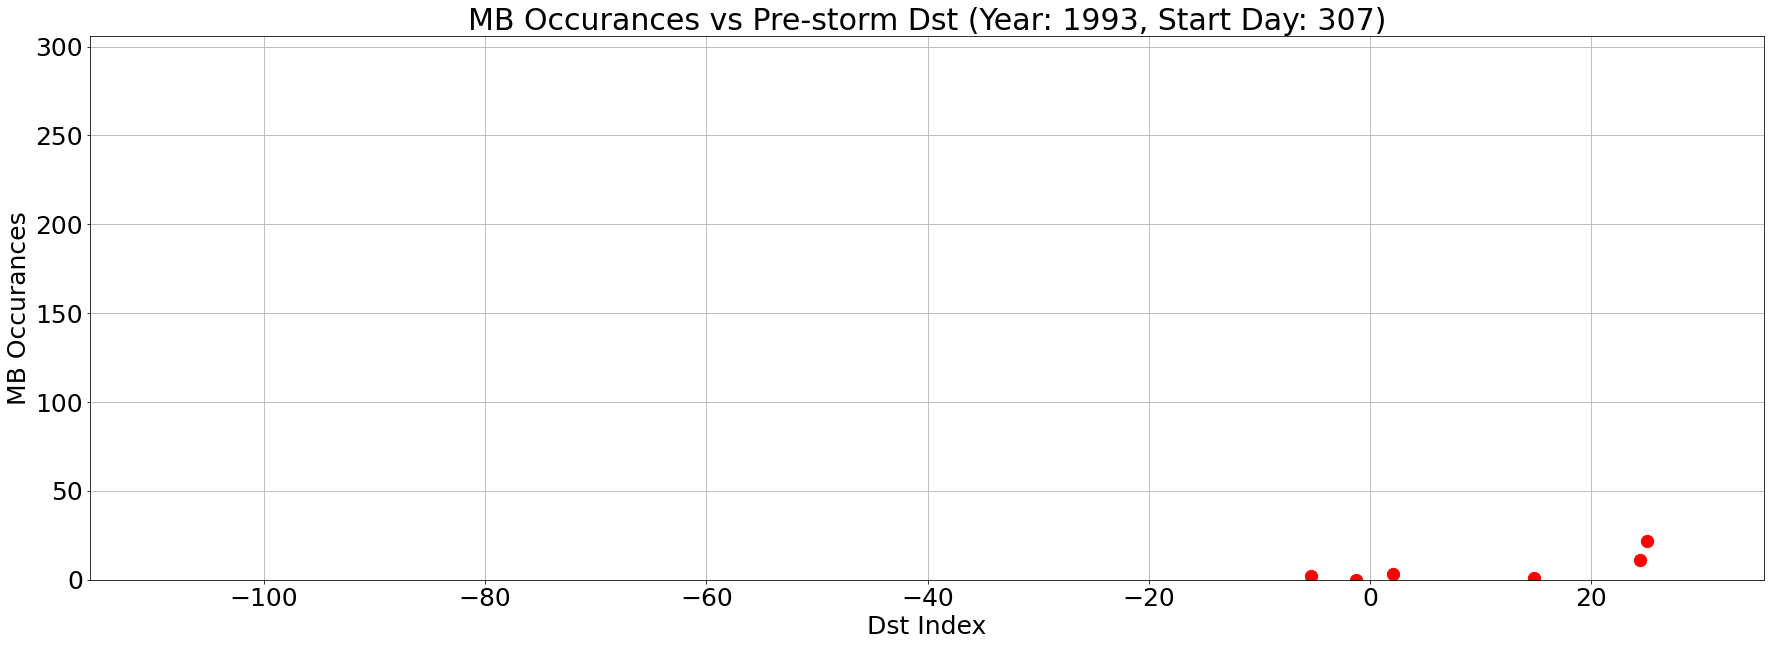 MB Occurances vs Pre-storm Dst (Year: 1993, Start Day: 307)
300
250
200
150
100
50
0
MB Occurances
−100 −80 −60 −40 −20 0 20
Dst Index